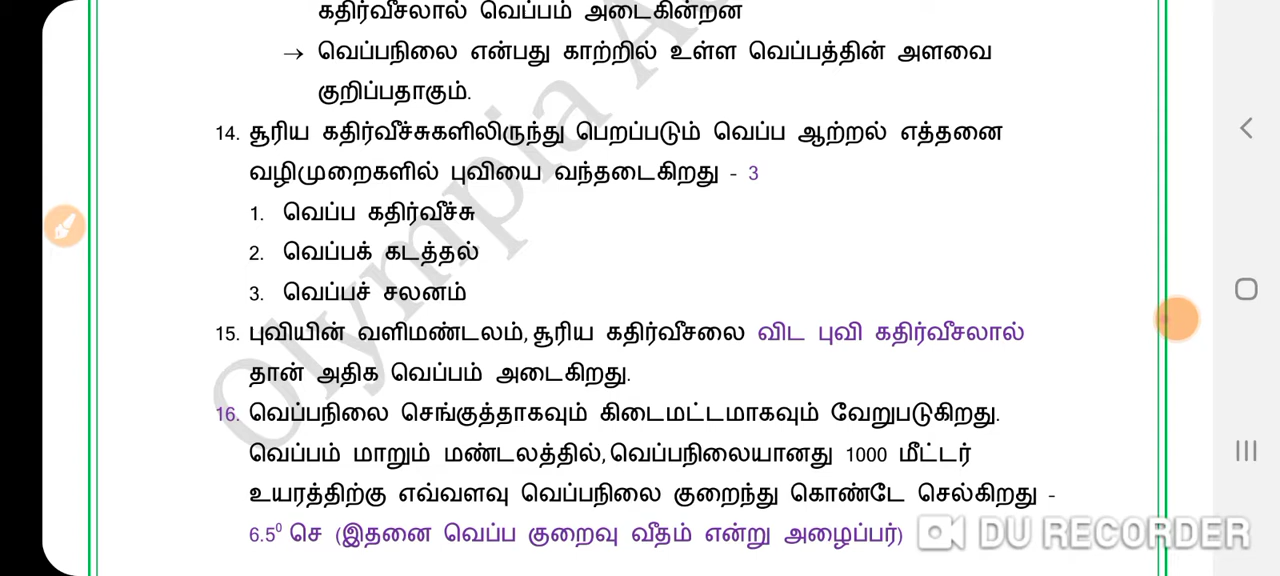 கதிர்வீசலால் வெப்பம் அடைகின்றன
→ வெப்பநிலை என்பது காற்றில் உள்ள வெப்பத்தின் அளவை
குறிப்பதாகும்.
14. சூரிய கதிர்வீச்சுகளிலிருந்து பெறப்படும் வெப்ப ஆற்றல் எத்தனை
வழிமுறைகளில் புவியை வந்தடைகிறது - 3
1. வெப்ப கதிர்வீச்சு
2. வெப்பக் கடத்தல்
3. வெப்பச் சலனம்
15. புவியின் வளிமண்டலம், சூரிய கதிர்வீசலை விட புவி கதிர்வீசலால்
தான் அதிக வெப்பம் அடைகிறது.
16. வெப்பநிலை செங்குத்தாகவும் கிடைமட்டமாகவும் வேறுபடுகிறது.
வெப்பம் மாறும் மண்டலத்தில், வெப்பநிலையானது 1000 மீட்டர்
உயரத்திற்கு எவ்வளவு வெப்பநிலை குறைந்து கொண்டே செல்கிறது -
6.5⁰ செ (இதனை வெப்ப குறைவு வீதம் என்று அழைப்பர்)
DU RECORDER
Olympia